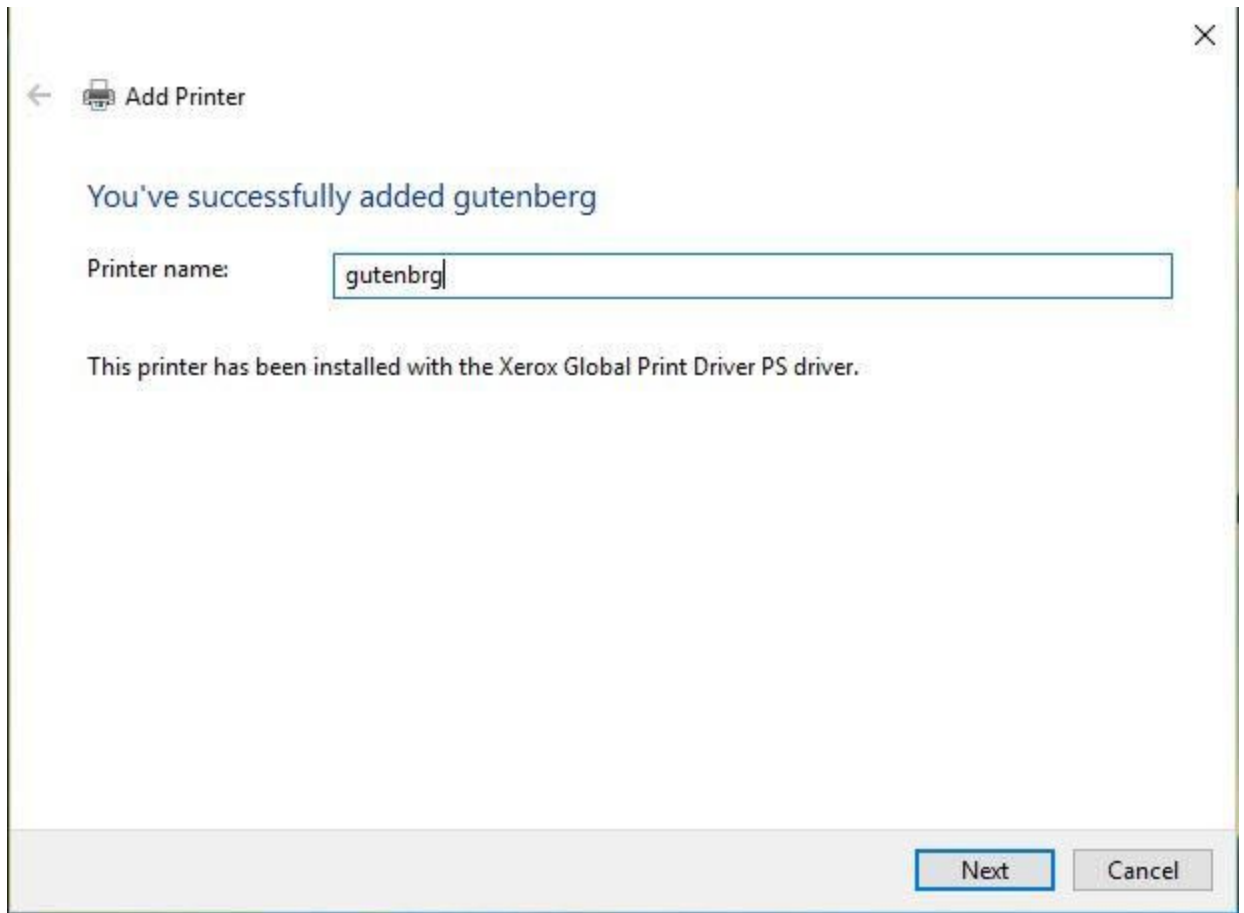 Add Printer
You've successfully added gutenberg
Printer name:
gutenbrg
This printer has been installed with the Xerox Global Print Driver PS driver.
Next
Cancel